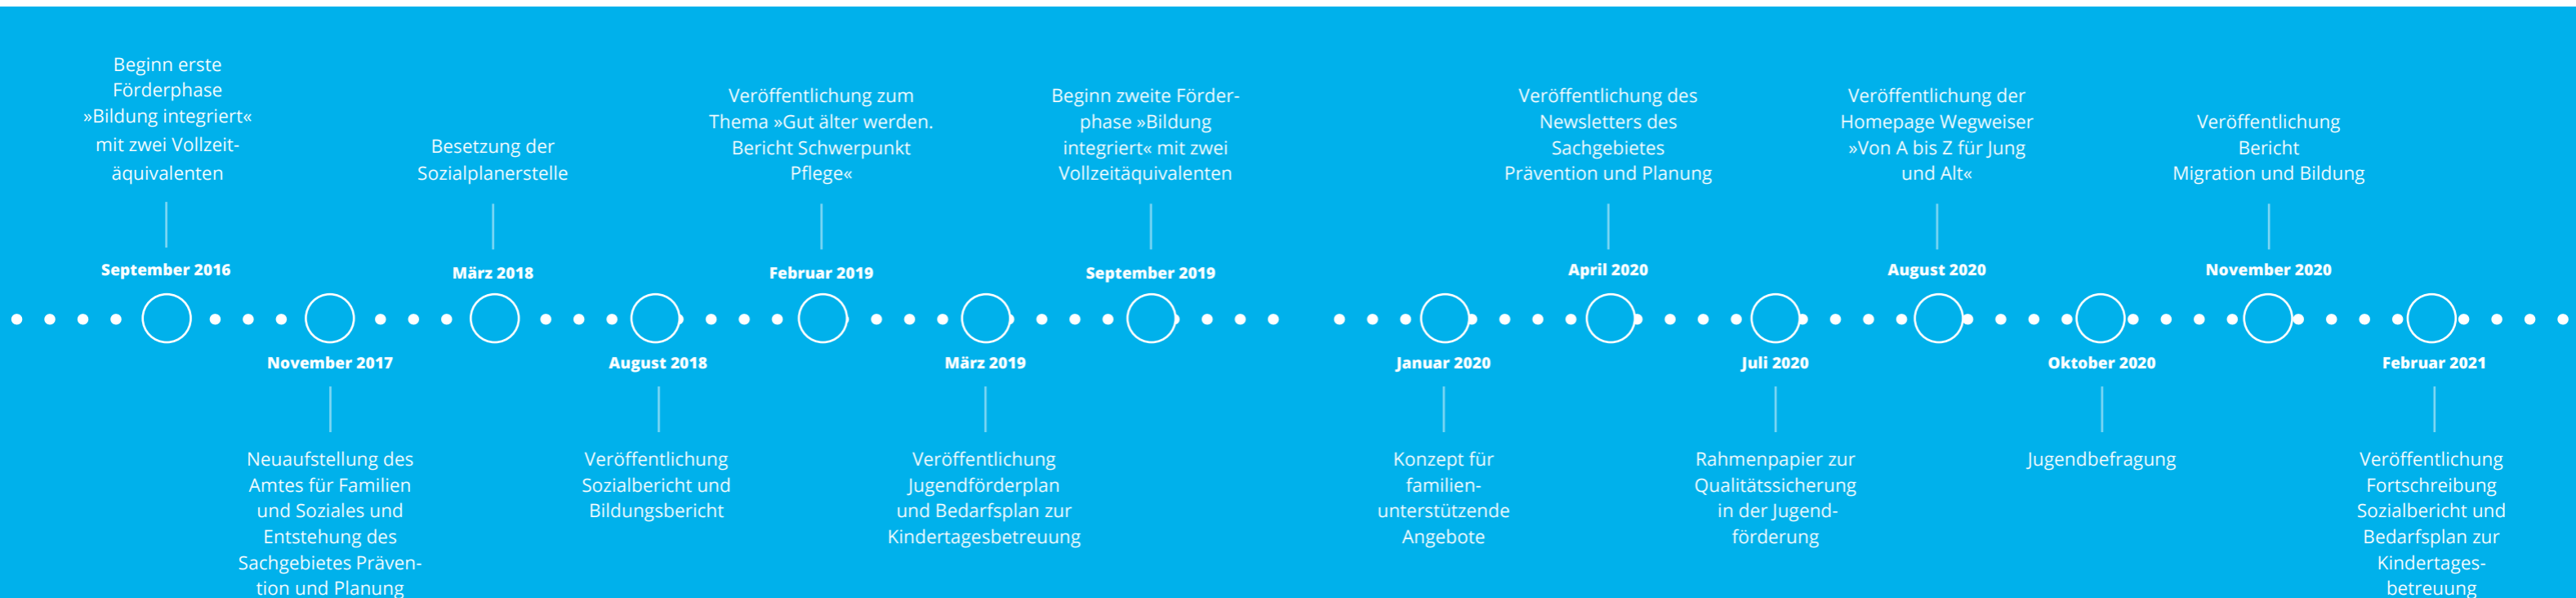 Beginn erste
Förderphase
»Bildung integriert«
mit zwei Vollzeit-
äquivalenten
September 2016
November 2017
Neuaufstellung des
Amtes für Familien
und Soziales und
Entstehung des
Sachgebietes Präven-
tion und Planung
Besetzung der
Sozialplanerstelle
März 2018
August 2018
Veröffentlichung
Sozialbericht und
Bildungsbericht
Veröffentlichung zum
Thema »Gut älter werden.
Bericht Schwerpunkt
Pflege«
Februar 2019
März 2019
Veröffentlichung
Jugendförderplan
und Bedarfsplan zur
Kindertagesbetreuung
Beginn zweite Förder-
phase »Bildung
integriert« mit zwei
Vollzeitäquivalenten
September 2019
Januar 2020
Konzept für
familien-
unterstützende
Angebote
Veröffentlichung des
Newsletters des
Sachgebietes
Prävention und Planung
April 2020
Juli 2020
Rahmenpapier zur
Qualitätssicherung
in der Jugend-
förderung
Veröffentlichung der
Homepage Wegweiser
»Von A bis Z für Jung
und Alt«
August 2020
Oktober 2020
Jugendbefragung
Veröffentlichung
Bericht
Migration und Bildung
November 2020
Februar 2021
Veröffentlichung
Fortschreibung
Sozialbericht und
Bedarfsplan zur
Kindertages-
betreuung